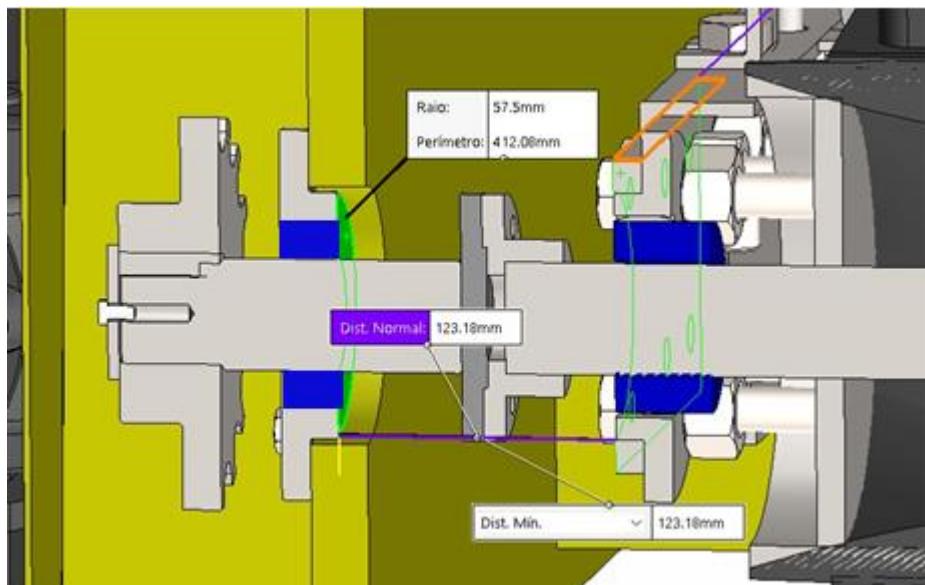 Raio: 57.5mm
Perímetro: 412.08mm
Dist. Normal: 123.18mm
Dist. Mín. 123.18mm